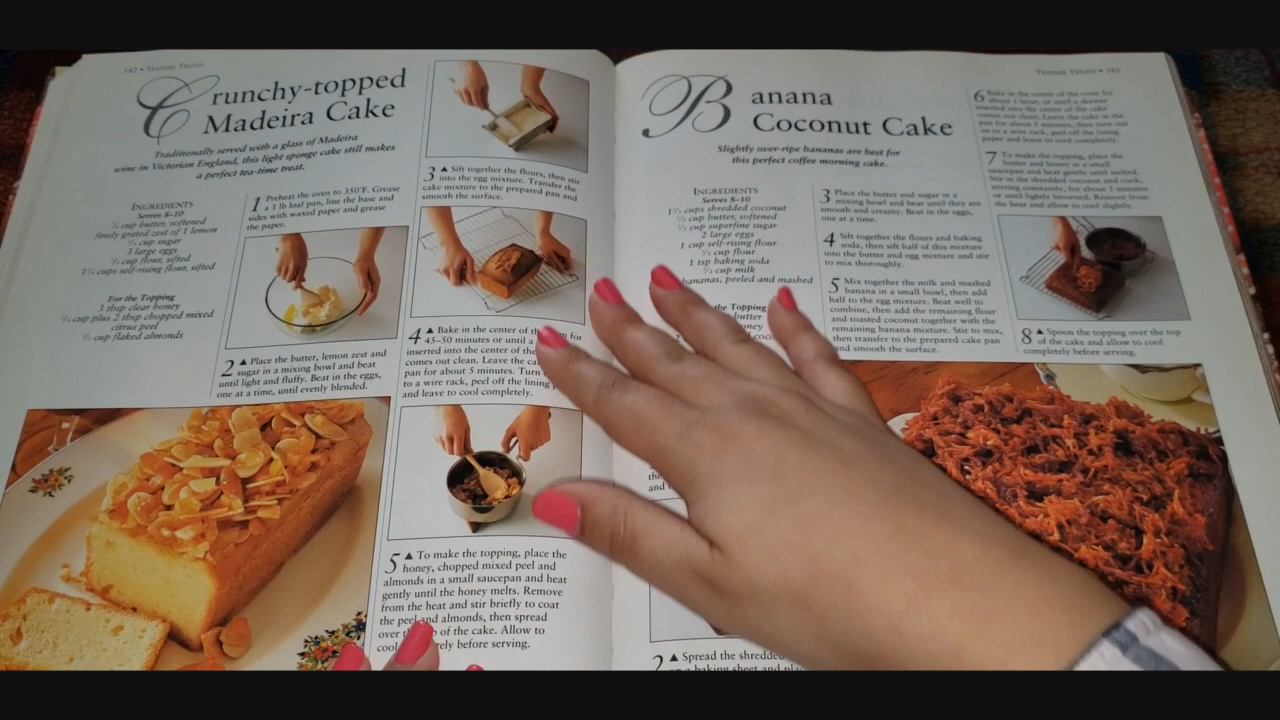 142 • TEATIME TREATS
Crunchy-topped
Madeira Cake
Traditionally served with a glass of Madeira
wine in Victorian England, this light sponge cake still makes
a perfect tea-time treat.
INGREDIENTS
Serves 8–10
cup butter, softened
finely grated zest of 1 lemon
cup sugar
3 large eggs
cup flour, sifted
cups self-rising flour, sifted
For the Topping
3 tbsp clear honey
cup plus 2 tbsp chopped mixed
citrus peel
cup flaked almonds
1 Preheat the oven to 350°F. Grease
a 1 lb loaf pan, line the base and
sides with waxed paper and grease
the paper.
2 ▲ Place the butter, lemon zest and
sugar in a mixing bowl and beat
until light and fluffy. Beat in the eggs,
one at a time, until evenly blended.
3 ▲ Sift together the flours, then stir
into the egg mixture. Transfer the
cake mixture to the prepared pan and
smooth the surface.
4 ▲ Bake in the center of the oven for
45–50 minutes or until a
inserted into the center of the
comes out clean. Leave the
pan for about 5 minutes. Turn
to a wire rack, peel off the lining
and leave to cool completely.
5 ▲ To make the topping, place the
honey, chopped mixed peel and
almonds in a small saucepan and heat
gently until the honey melts. Remove
from the heat and stir briefly to coat
the peel and almonds, then spread
over of the cake. Allow to
cool before serving.
TEATIME TREATS • 143
Banana
Coconut Cake
Slightly over-ripe bananas are best for
this perfect coffee morning cake.
INGREDIENTS
Serves 8–10
cups shredded coconut
cup butter, softened
cup superfine sugar
2 large eggs
1 cup self-rising flour
cup flour
1 tsp baking soda
cup milk
bananas, peeled and mashed
the Topping
butter
honey
2
2 ▲ Spread the shredded
on a baking sheet and
3 Place the butter and sugar in a
mixing bowl and beat until they are
smooth and creamy. Beat in the eggs,
one at a time.
4 Sift together the flours and baking
soda, then sift half of this mixture
into the butter and egg mixture and stir
to mix thoroughly.
5 Mix together the milk and mashed
banana in a small bowl, then add
half to the egg mixture. Beat well to
combine, then add the remaining flour
and toasted coconut together with the
remaining banana mixture. Stir to mix,
then transfer to the prepared cake pan
and smooth the surface.
6 Bake in the center of the oven for
about 1 hour, or until a skewer
inserted into the center of the cake
comes out clean. Leave the cake in the
pan for about 5 minutes, then turn out
on to a wire rack, peel off the lining
paper and leave to cool completely.
7 To make the topping, place the
butter and honey in a small
saucepan and heat gently until melted.
Stir in the shredded coconut and cook,
stirring constantly, for about 5 minutes
or until lightly browned. Remove from
the heat and allow to cool slightly.
8 ▲ Spoon the topping over the top
of the cake and allow to cool
completely before serving.